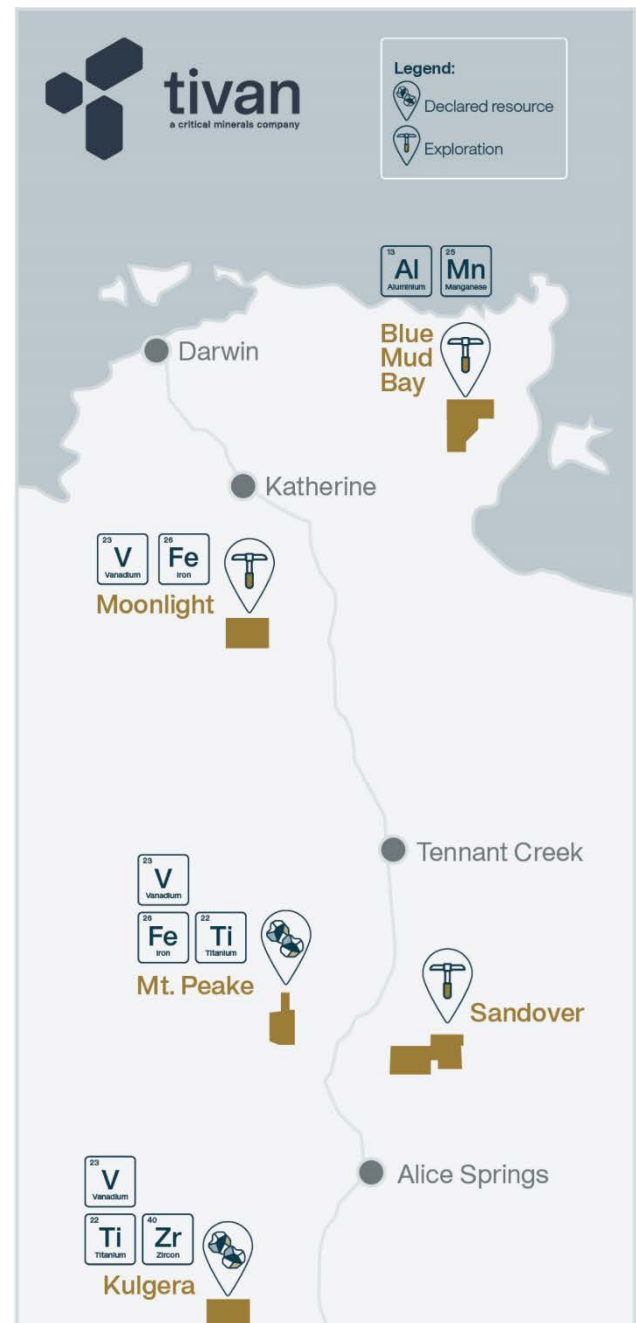 tivan
a critical minerals company
Legend:
Declared resource
Exploration
13
Al
Aluminium
25
Mn
Manganese
Blue
Mud
Bay
Darwin
Katherine
23
V
Vanadium
26
Fe
Iron
Moonlight
Tennant Creek
23
V
Vanadium
26
Fe
Iron
22
Ti
Titanium
Mt. Peake
Sandover
Alice Springs
23
V
Vanadium
22
Ti
Titanium
40
Zr
Zircon
Kulgera